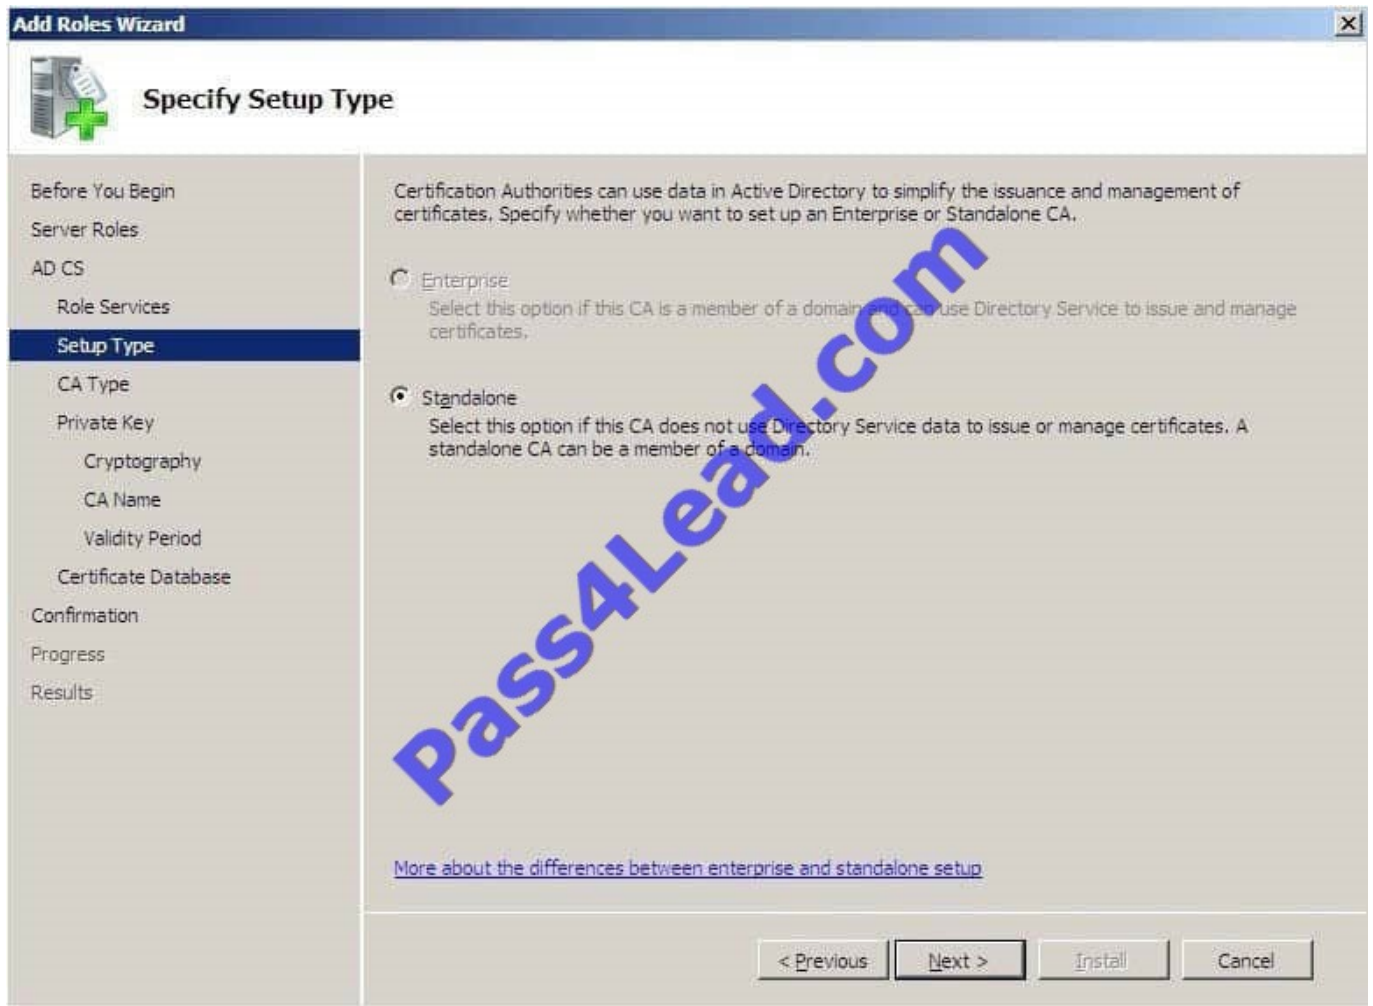 Add Roles Wizard
Specify Setup Type
Before You Begin
Server Roles
AD CS
Role Services
Setup Type
CA Type
Private Key
Cryptography
CA Name
Validity Period
Certificate Database
Confirmation
Progress
Results
Certification Authorities can use data in Active Directory to simplify the issuance and management of
certificates. Specify whether you want to set up an Enterprise or Standalone CA.
Enterprise
Select this option if this CA is a member of a domain and can use Directory Service to issue and manage
certificates.
Standalone
Select this option if this CA does not use Directory Service data to issue or manage certificates. A
standalone CA can be a member of a domain.
Pass4Lead.com
More about the differences between enterprise and standalone setup
< Previous
Next >
Install
Cancel